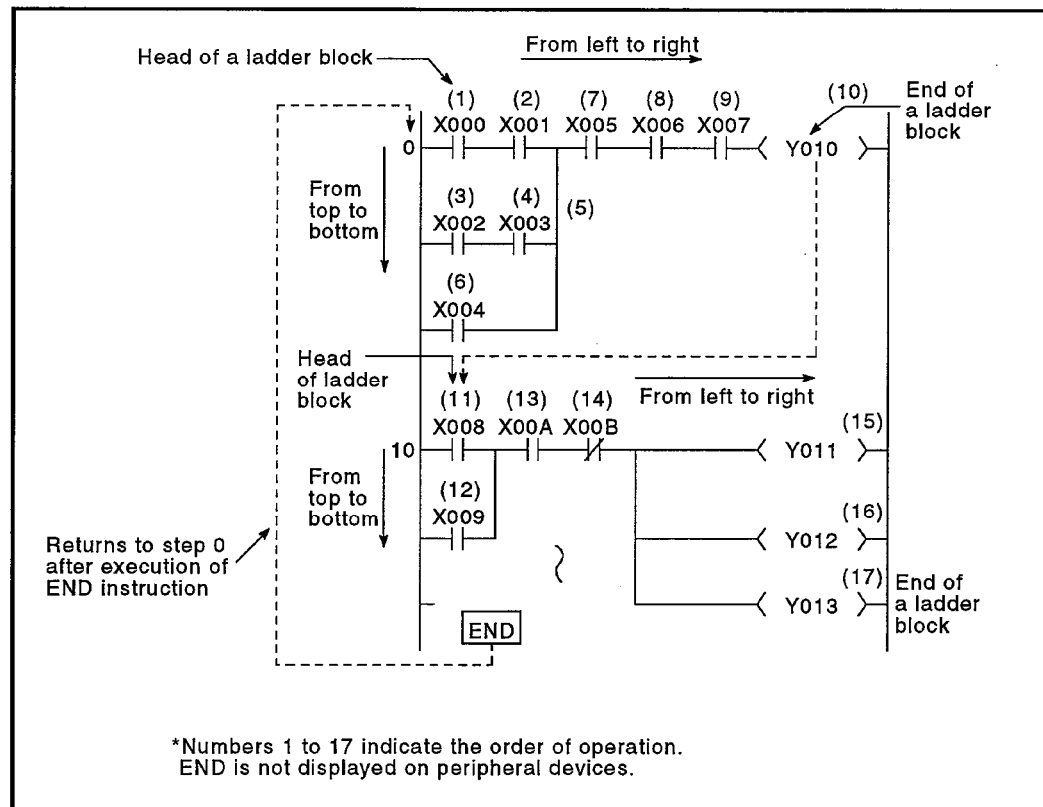 From left to right
Head of a ladder block
(1) (2) (7) (8) (9) (10)
End of
a ladder
block
X000 X001 X005 X006 X007
0
Y010
From
top to
bottom
(3) (4) (5)
X002 X003
(6)
X004
Head
of ladder
block
From left to right
(11) (13) (14) (15)
X008 X00A X00B
10
Y011
From
top to
bottom
(12)
X009
(16)
Y012
Returns to step 0
after execution of
END instruction
(17)
End of
a ladder
block
Y013
END
*Numbers 1 to 17 indicate the order of operation.
END is not displayed on peripheral devices.